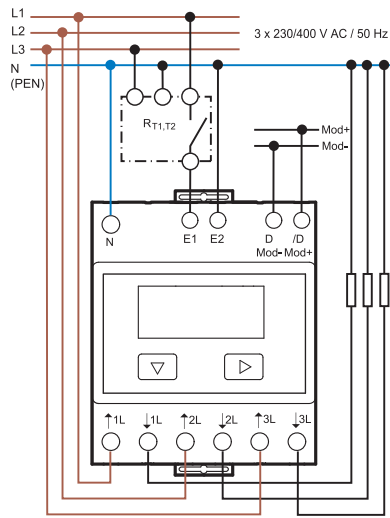 L1
L2
L3
3 x 230/400 V AC / 50 Hz
N
(PEN)
RT1,T2
Mod+
Mod-
N
E1
E2
D
/D
Mod- Mod+
↑1L
↓1L
↑2L
↓2L
↑3L
↓3L